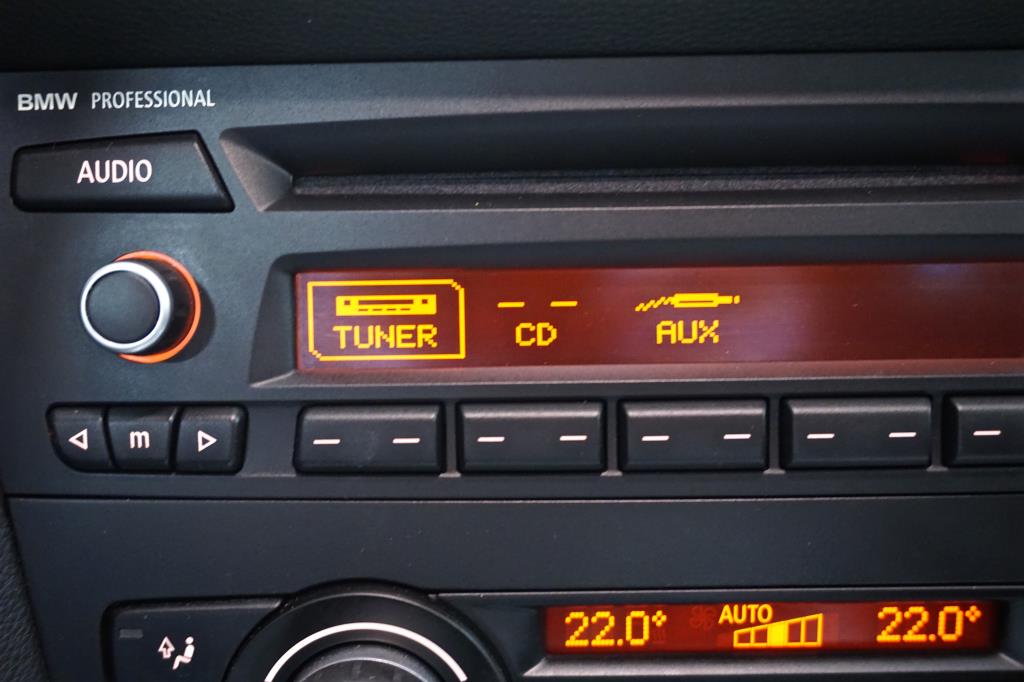 BMW PROFESSIONAL
AUDIO
TUNER CD AUX
m
22.0° AUTO 22.0°